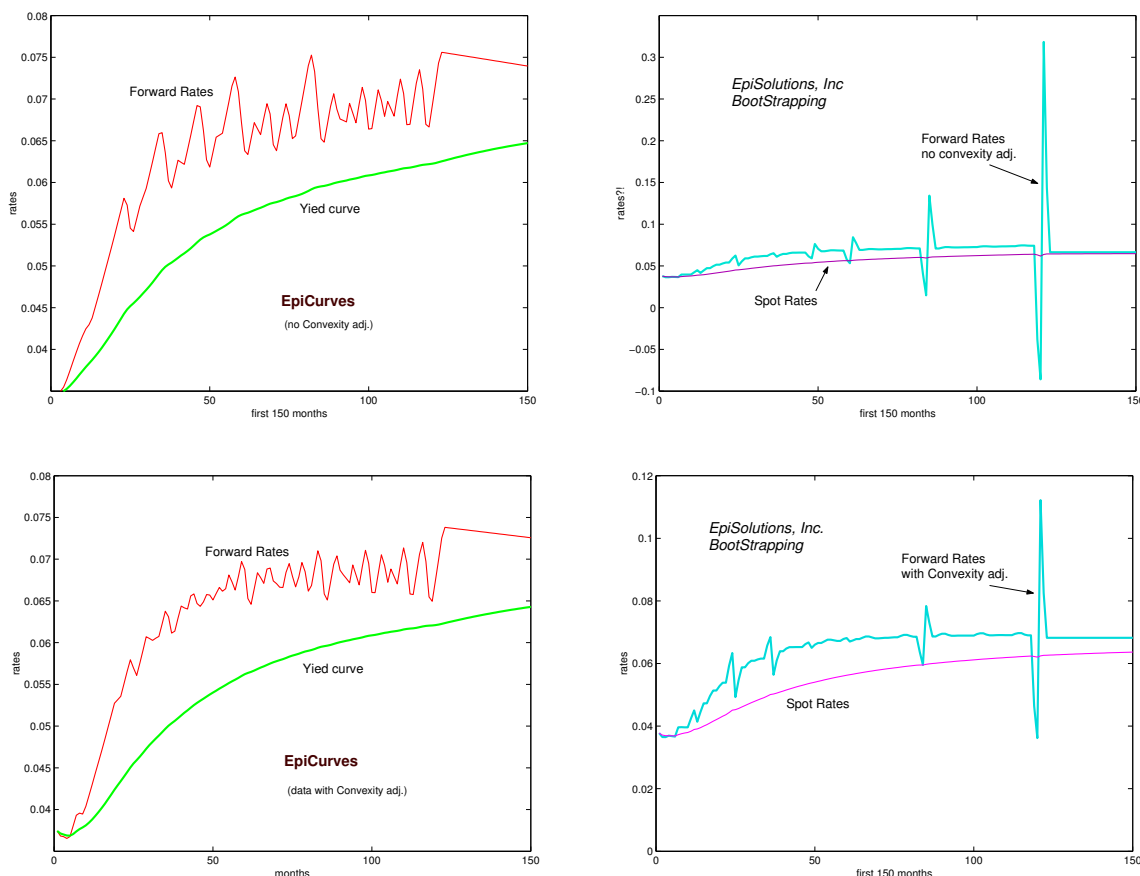 0.08
0.075
0.07
0.065
0.06
0.055
0.05
0.045
0.04
rates
Forward Rates
Yied curve
EpiCurves
(no Convexity adj.)
0 50 100 150
first 150 months
0.3
0.25
0.2
0.15
0.1
0.05
0
−0.05
−0.1
rates?!
EpiSolutions, Inc
BootStrapping
Forward Rates
no convexity adj.
Spot Rates
0 50 100 150
first 150 months
0.08
0.075
0.07
0.065
0.06
0.055
0.05
0.045
0.04
rates
Forward Rates
Yied curve
EpiCurves
(data with Convexity adj.)
0 50 100 150
months
0.12
0.1
0.08
0.06
0.04
0.02
0
rates
EpiSolutions, Inc.
BootStrapping
Forward Rates
with Convexity adj.
Spot Rates
0 50 100 150
first 150 months